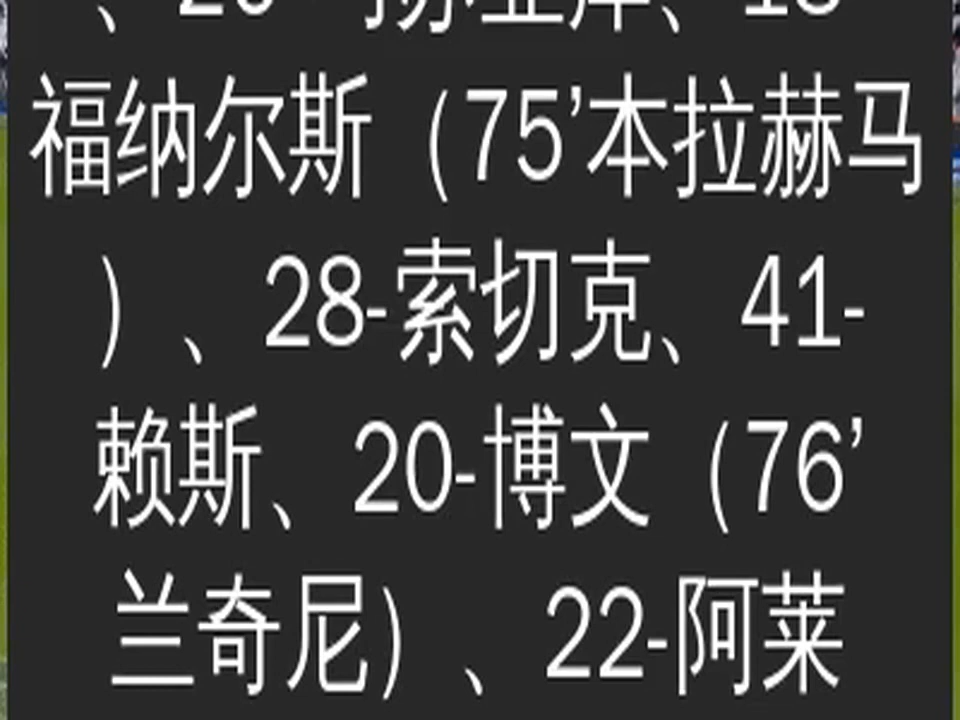 福纳尔斯（75’本拉赫马
）、28-索切克、41-
赖斯、20-博文（76’
兰奇尼）、22-阿莱